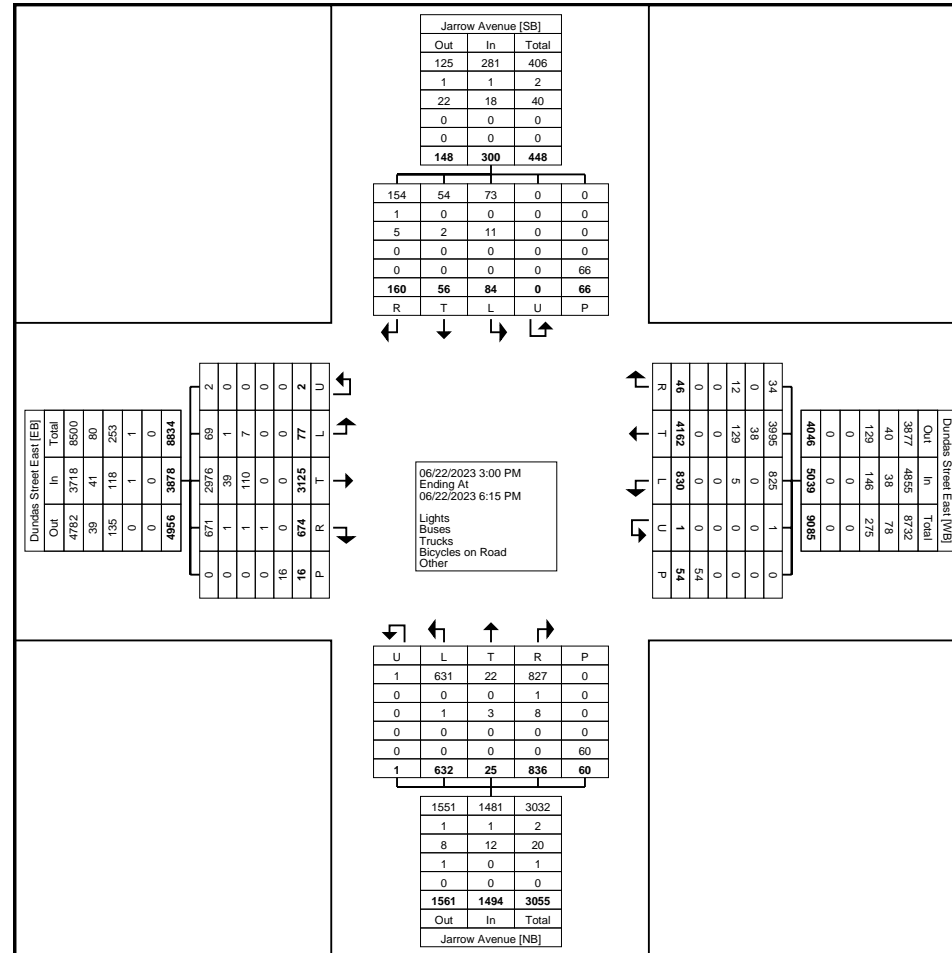 Jarrow Avenue [SB]
Out In Total
125 281 406
1 1 2
22 18 40
0 0 0
0 0 0
148 300 448
154 54 73 0 0
1 0 0 0 0
5 2 11 0 0
0 0 0 0 0
0 0 0 0 66
160 56 84 0 66
R T L U P
Dundas Street East [EB]
Total 8500 80 253 1 0 8834
In 3718 41 118 1 0 3878
Out 4782 39 135 0 0 4956
2 0 0 0 0 2 U
69 1 7 0 0 77 L
2976 39 110 0 0 3125 T
671 1 1 1 0 674 R
0 0 0 0 16 16 P
06/22/2023 3:00 PM
Ending At
06/22/2023 6:15 PM
Lights
Buses
Trucks
Bicycles on Road
Other
R 46 0 0 12 0 34
T 4162 0 0 129 38 3995
L 830 0 0 5 0 825
U 1 0 0 0 0 1
P 54 54 0 0 0 0
4046 0 0 129 40 3877 Out
5039 0 0 146 38 4855 In
9085 0 0 275 78 8732 Total
Dundas Street East [WB]
U L T R P
1 631 22 827 0
0 0 0 1 0
0 1 3 8 0
0 0 0 0 0
0 0 0 0 60
1 632 25 836 60
1551 1481 3032
1 1 2
8 12 20
1 0 1
0 0 0
1561 1494 3055
Out In Total
Jarrow Avenue [NB]